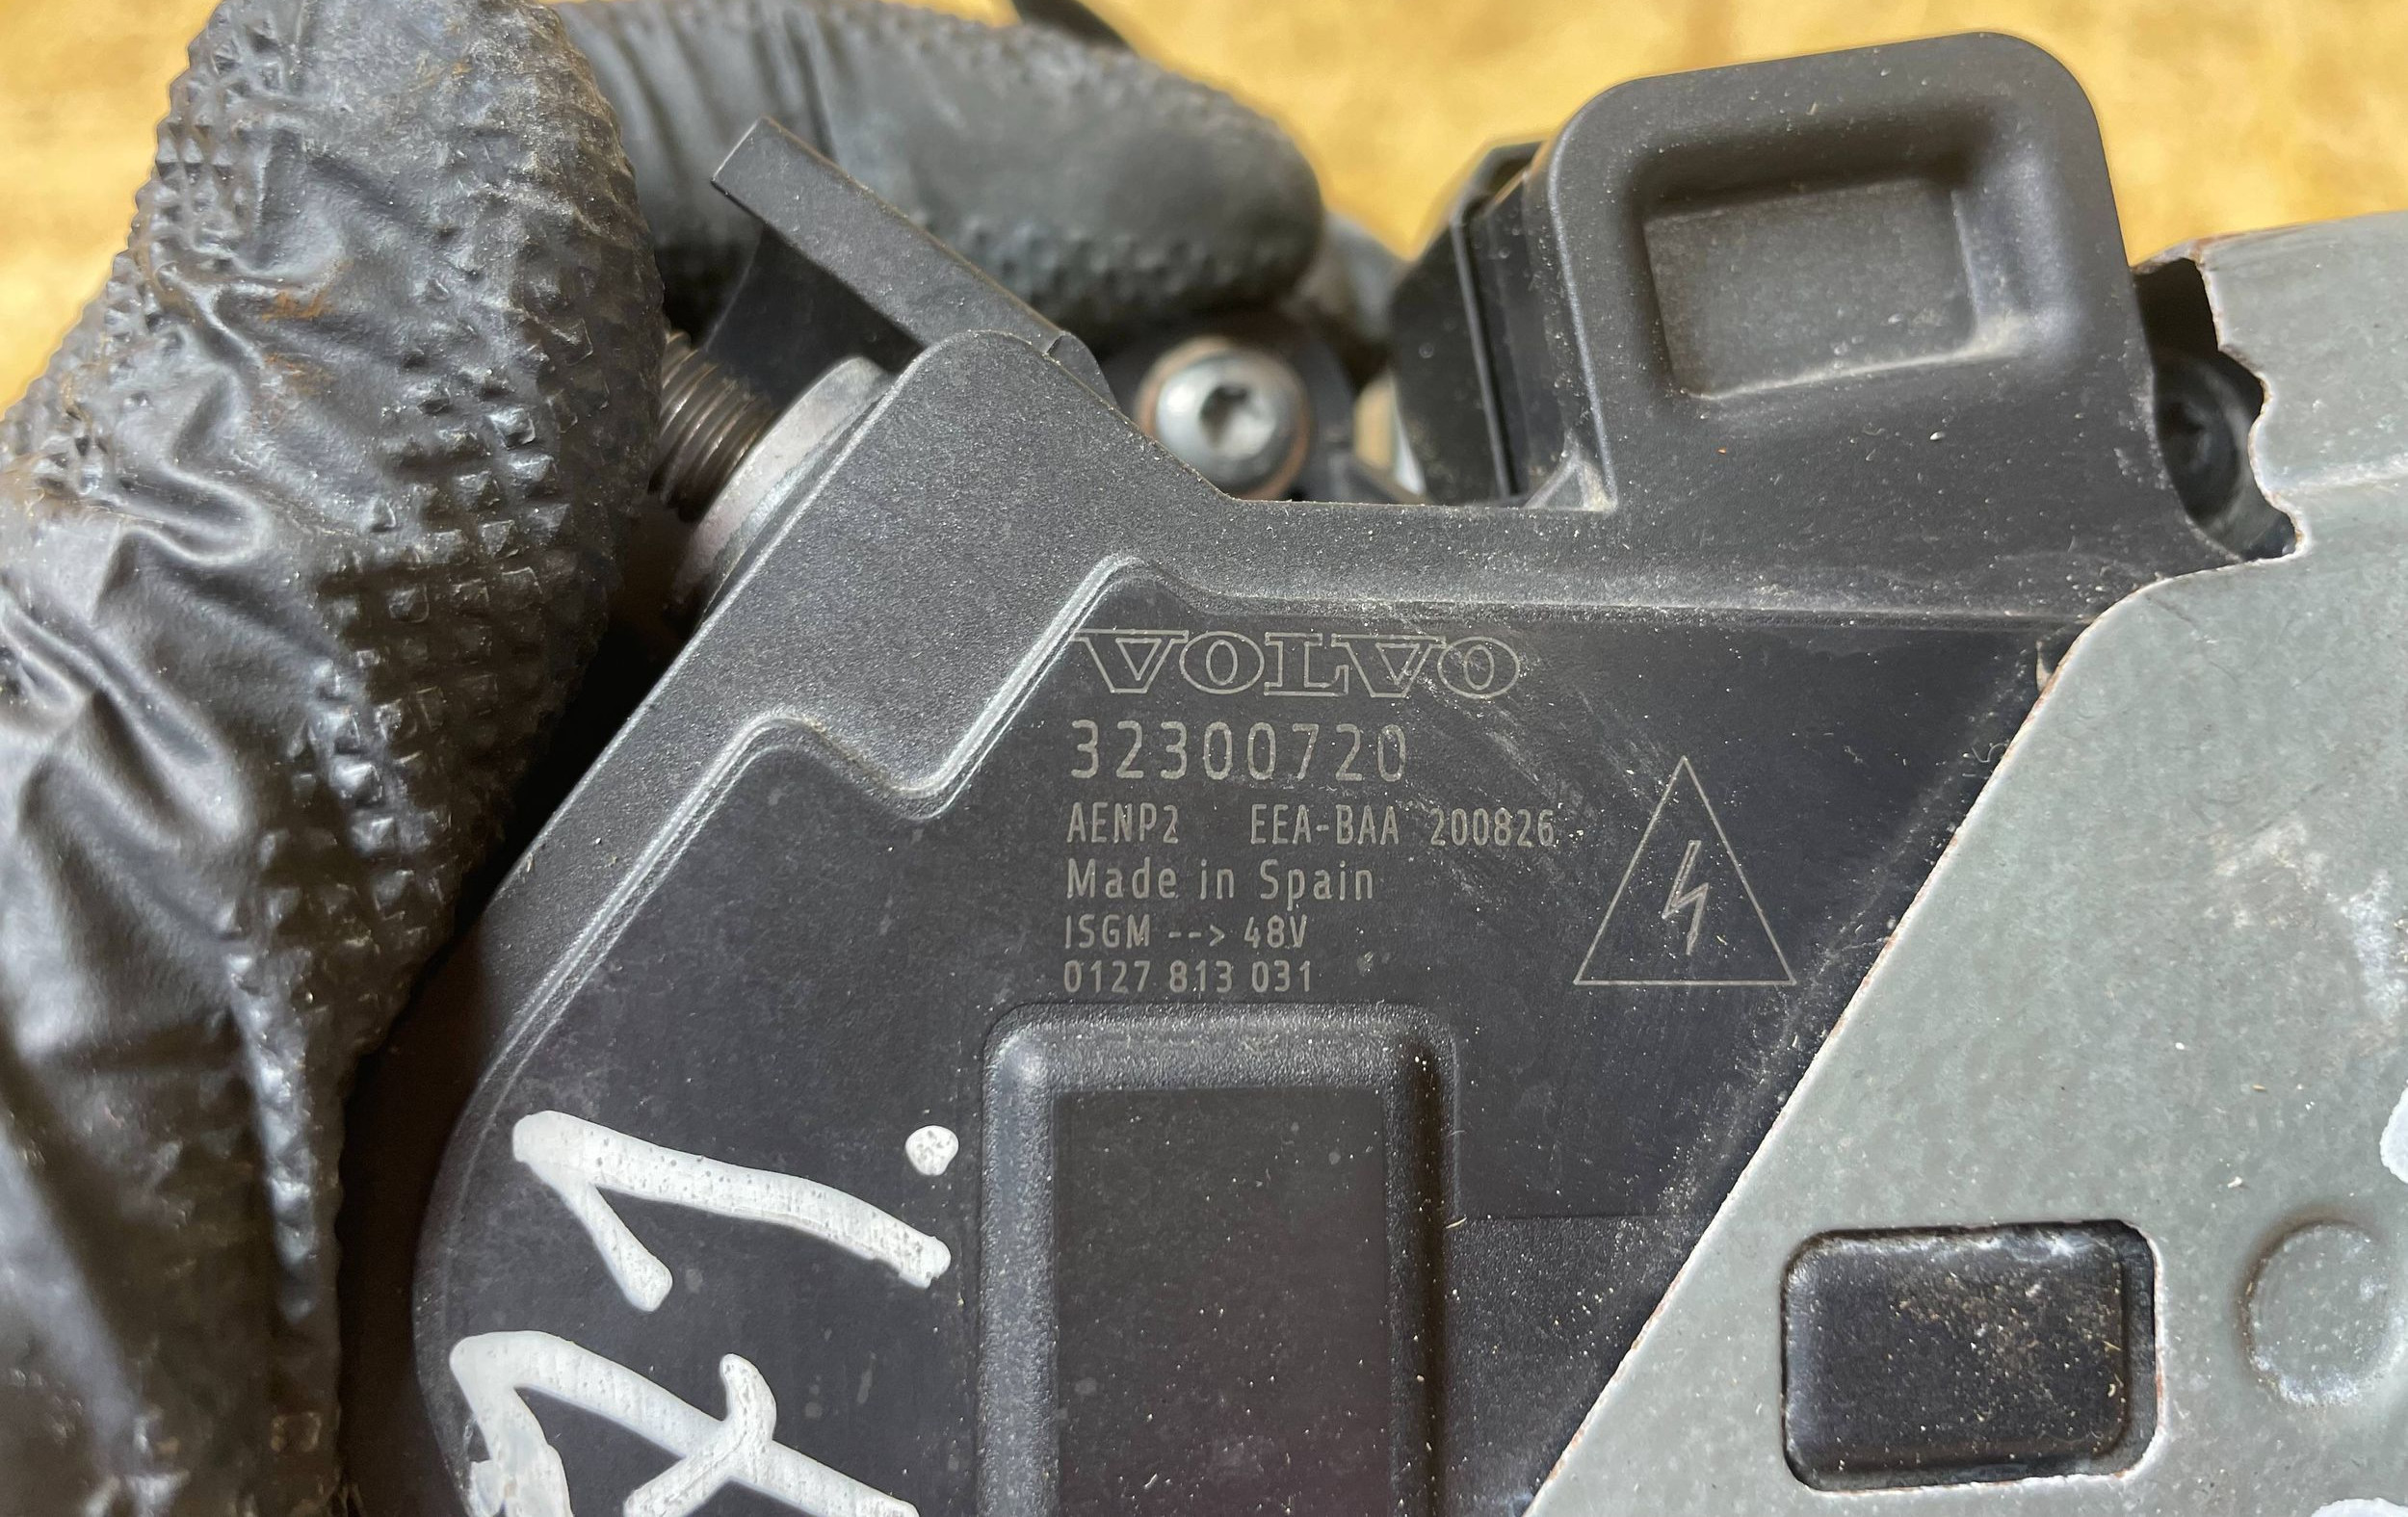 VOLVO
32300720
AENP2 EEA-BAA 200826
Made in Spain
ISGM --> 48V
0127 813 031